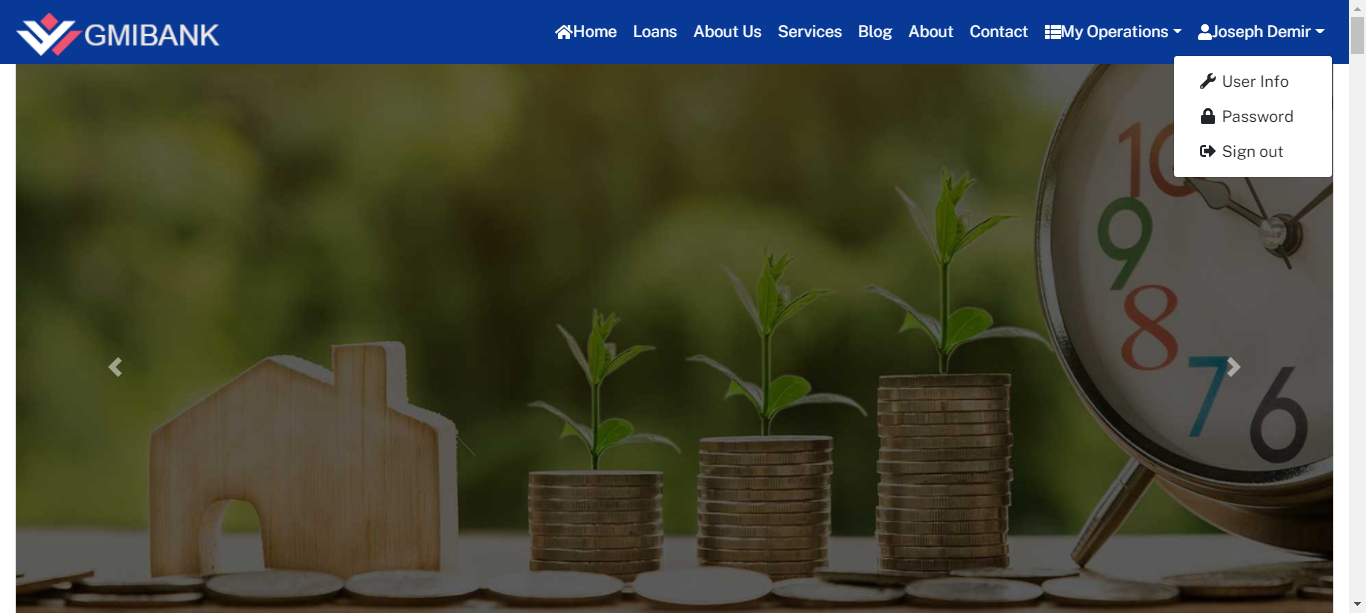 GMIBANK
Home Loans About Us Services Blog About Contact My Operations Joseph Demir
User Info
Password
Sign out
10
9
8
7
6